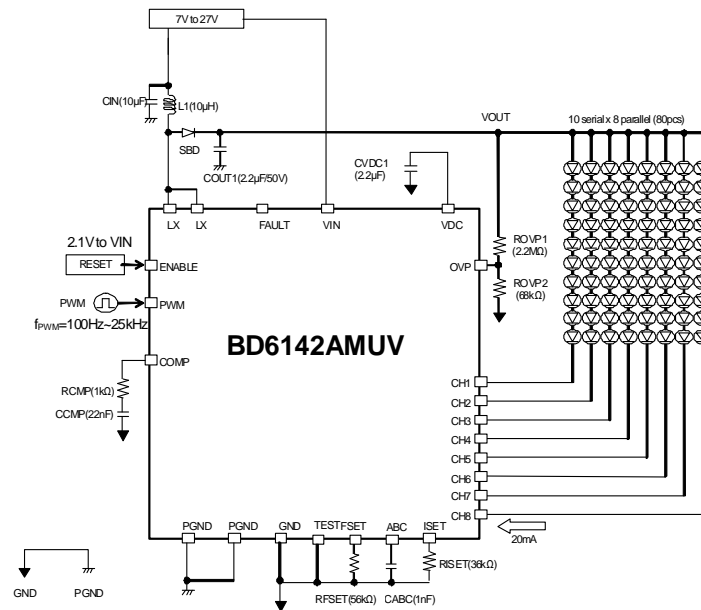 7V to 27V
CIN(10µF)
L1(10µH)
SBD
VOUT
10 serial x 8 parallel (80pcs)
COUT1(2.2µF/50V)
CVDC1
(2.2µF)
LX
LX
FAULT
VIN
VDC
2.1V to VIN
RESET
ENABLE
OVP
ROVP1
(2.2MΩ)
ROVP2
(68kΩ)
PWM
PWM
fPWM=100Hz~25kHz
BD6142AMUV
COMP
RCMP(1kΩ)
CCMP(22nF)
CH1
CH2
CH3
CH4
CH5
CH6
CH7
CH8
20mA
PGND
PGND
GND
TEST
FSET
ABC
ISET
RISET(36kΩ)
RFSET(56kΩ)
CABC(1nF)
GND
PGND